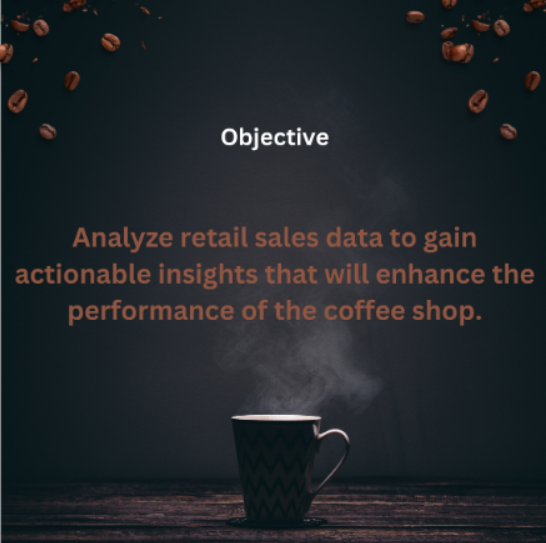 Objective
Analyze retail sales data to gain
actionable insights that will enhance the
performance of the coffee shop.